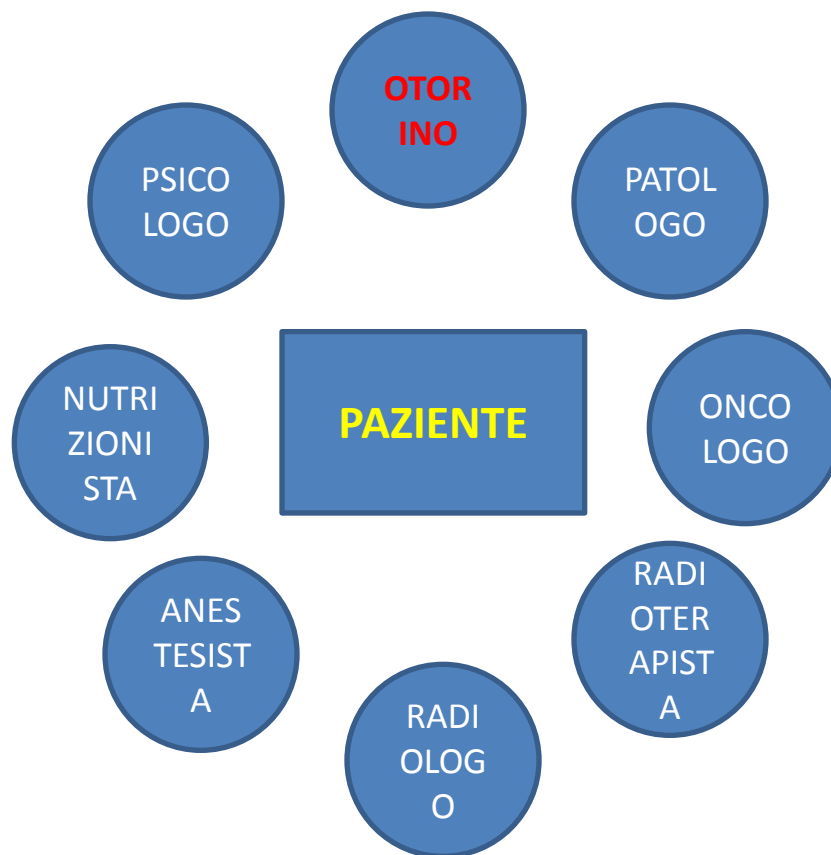 OTOR
INO
PSICO
LOGO
PATOL
OGO
NUTRI
ZIONI
STA
PAZIENTE
ONCO
LOGO
ANES
TESIST
A
RADI
OTER
APIST
A
RADI
OLOG
O